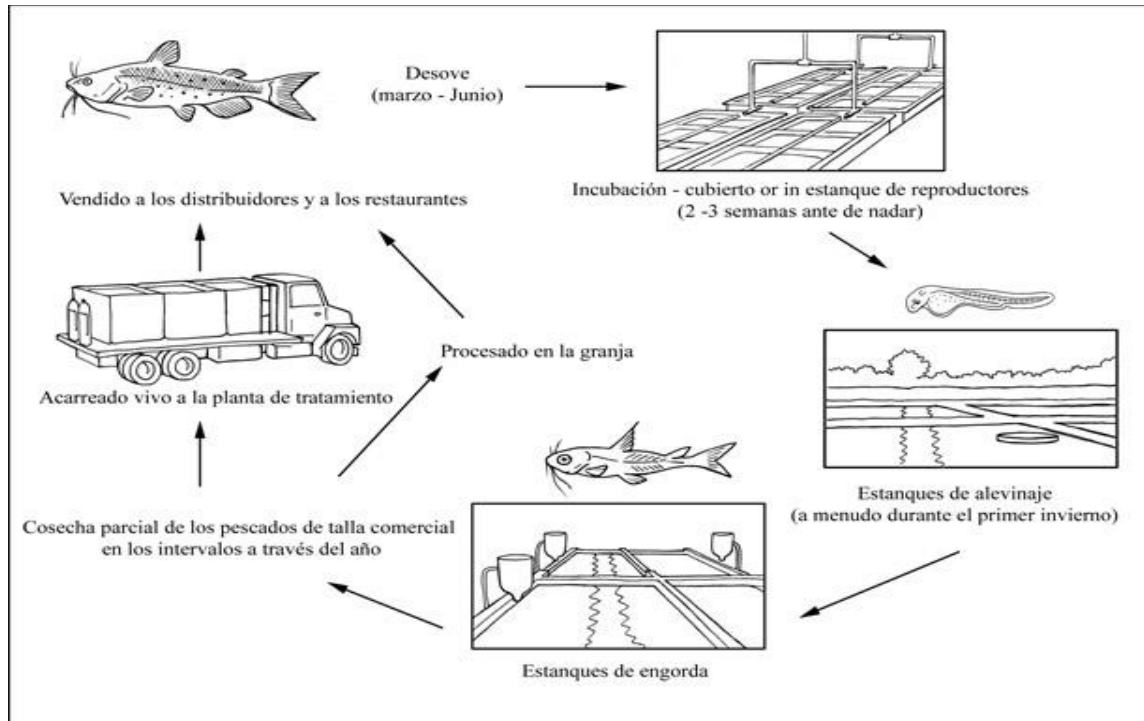 Desove
(marzo - Junio)
Incubación - cubierto or in estanque de reproductores
(2 -3 semanas ante de nadar)
Vendido a los distribuidores y a los restaurantes
Procesado en la granja
Acarreado vivo a la planta de tratamiento
Estanques de alevinaje
(a menudo durante el primer invierno)
Cosecha parcial de los pescados de talla comercial
en los intervalos a través del año
Estanques de engorda